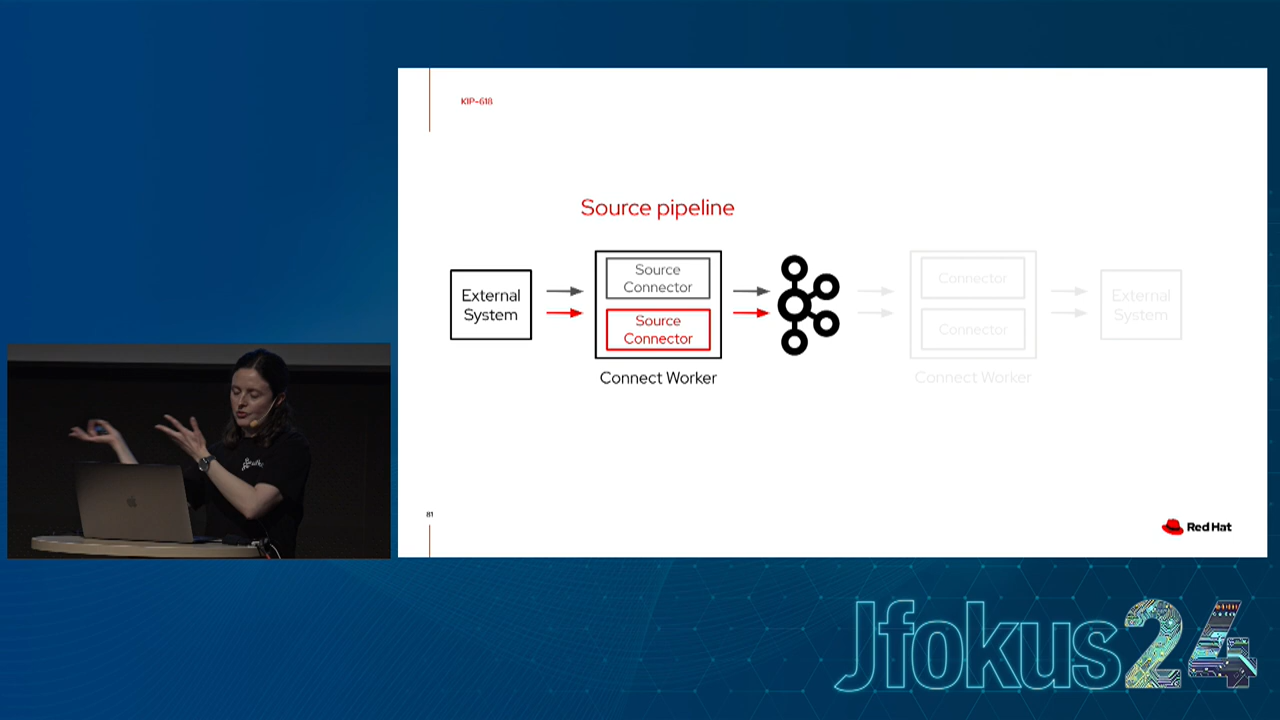 KIP-618
Source pipeline
External
System
Source
Connector
Source
Connector
Connect Worker
Connector
Connector
Connect Worker
External
System
81
Red Hat
Jfokus24